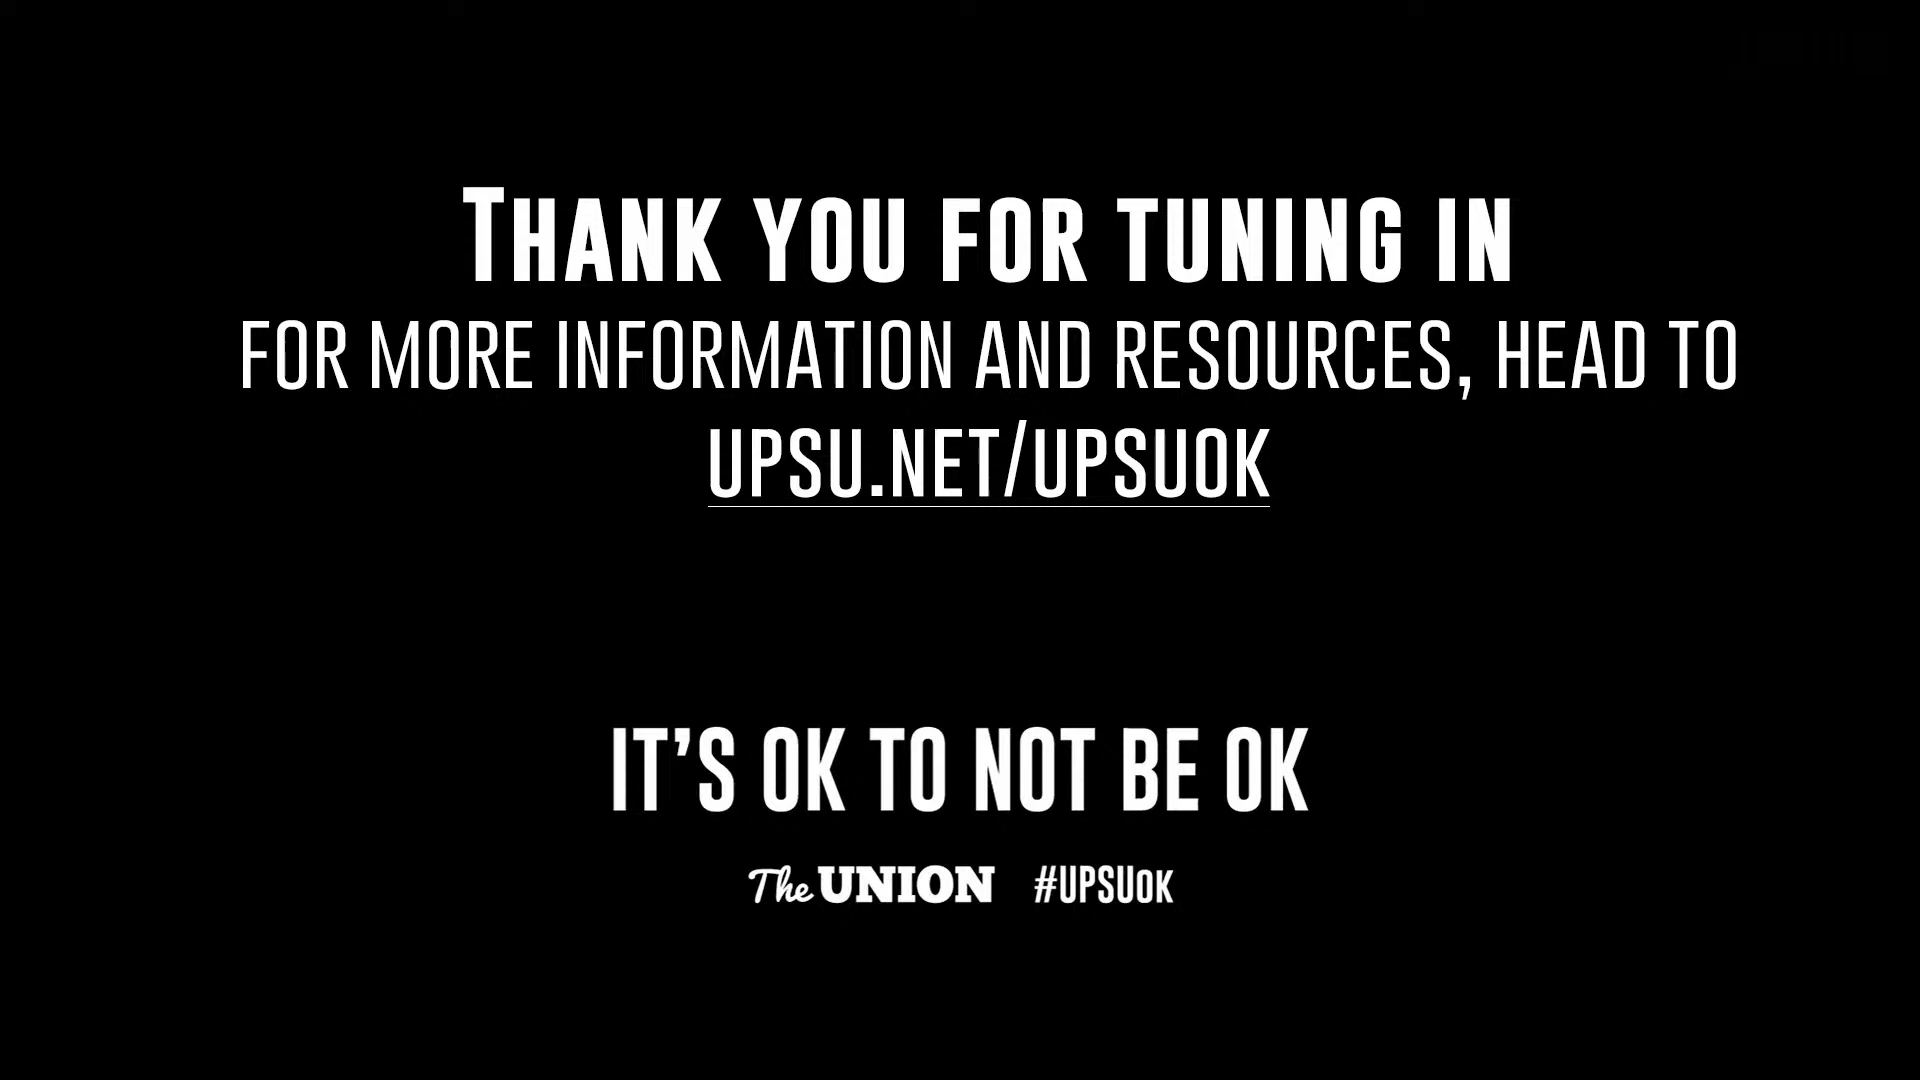 THANK YOU FOR TUNING IN
FOR MORE INFORMATION AND RESOURCES, HEAD TO
UPSU.NET/UPSUOK
IT'S OK TO NOT BE OK
The UNION #UPSUOK